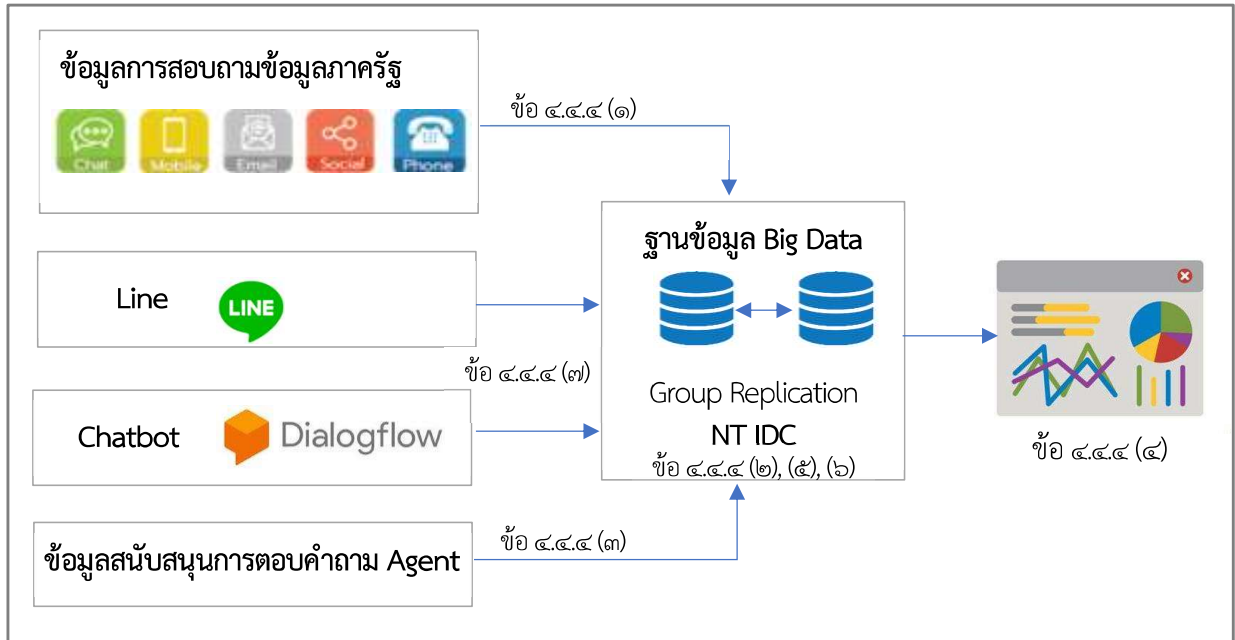 ข้อมูลการสอบถามข้อมูลภาครัฐ
Chat Mobile Email Social Phone
ข้อ ๔.๔.๔ (๑)
Line LINE
ข้อ ๔.๔.๔ (๗)
Chatbot Dialogflow
ข้อมูลสนับสนุนการตอบคำถาม Agent
ข้อ ๔.๔.๔ (๓)
ฐานข้อมูล Big Data
Group Replication
NT IDC
ข้อ ๔.๔.๔ (๒), (๕), (๖)
ข้อ ๔.๔.๔ (๔)